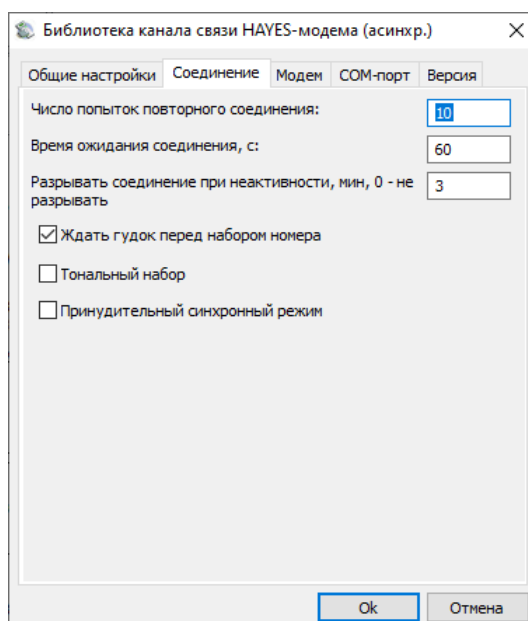 Библиотека канала связи HAYES-модема (асинхр.)
Общие настройки Соединение Модем COM-порт Версия
Число попыток повторного соединения: 10
Время ожидания соединения, с: 60
Разрывать соединение при неактивности, мин, 0 - не 3
разрывать
Ждать гудок перед набором номера
Тональный набор
Принудительный синхронный режим
Ok Отмена